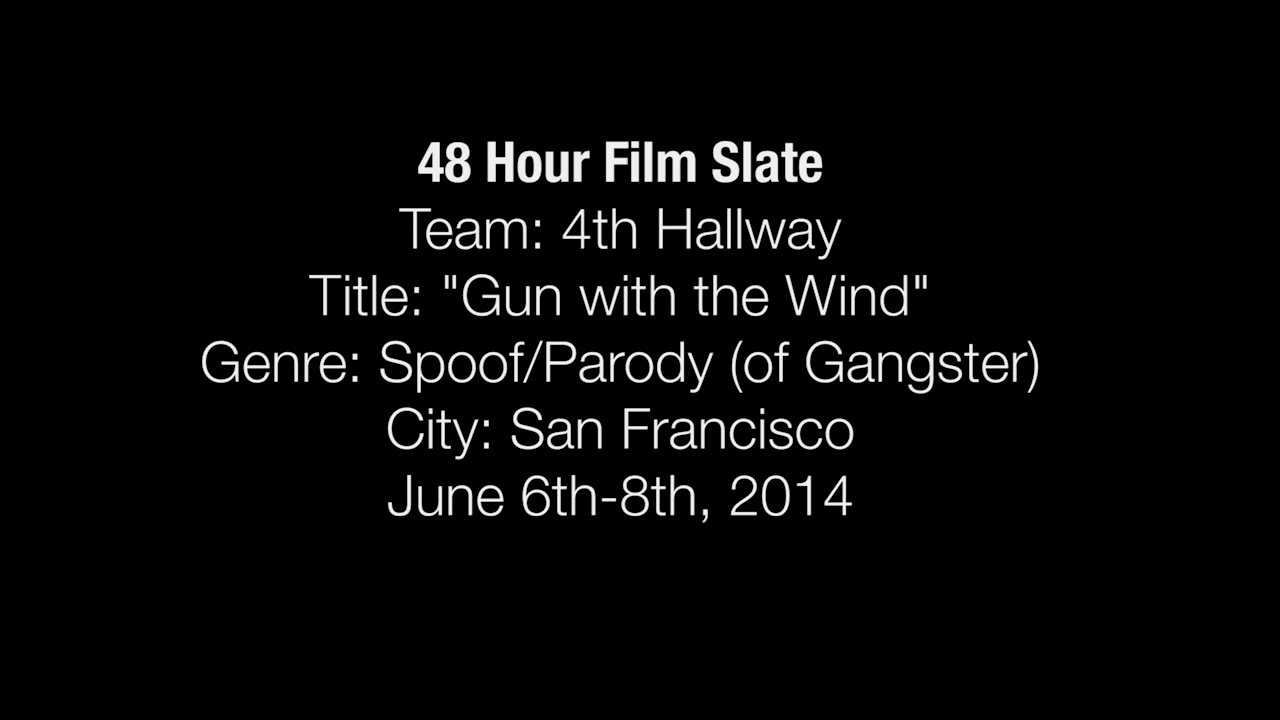 48 Hour Film Slate
Team: 4th Hallway
Title: "Gun with the Wind"
Genre: Spoof/Parody (of Gangster)
City: San Francisco
June 6th-8th, 2014